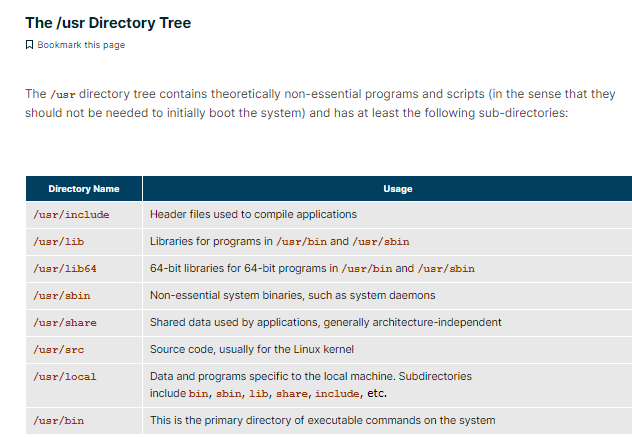 The /usr Directory Tree
Bookmark this page
The /usr directory tree contains theoretically non-essential programs and scripts (in the sense that they
should not be needed to initially boot the system) and has at least the following sub-directories:
Directory Name Usage
/usr/include Header files used to compile applications
/usr/lib Libraries for programs in /usr/bin and /usr/sbin
/usr/lib64 64-bit libraries for 64-bit programs in /usr/bin and /usr/sbin
/usr/sbin Non-essential system binaries, such as system daemons
/usr/share Shared data used by applications, generally architecture-independent
/usr/src Source code, usually for the Linux kernel
/usr/local Data and programs specific to the local machine. Subdirectories
include bin, sbin, lib, share, include, etc.
/usr/bin This is the primary directory of executable commands on the system